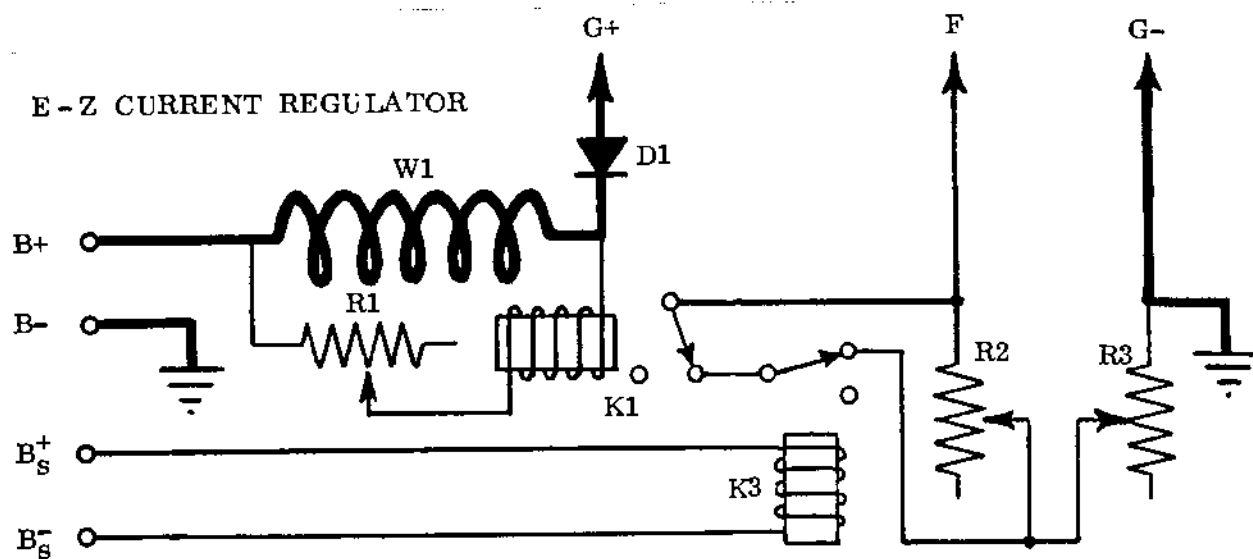 G+
F
G-
E-Z CURRENT REGULATOR
D1
W1
B+
R1
B-
R2
R3
K1
B+s
K3
B-s